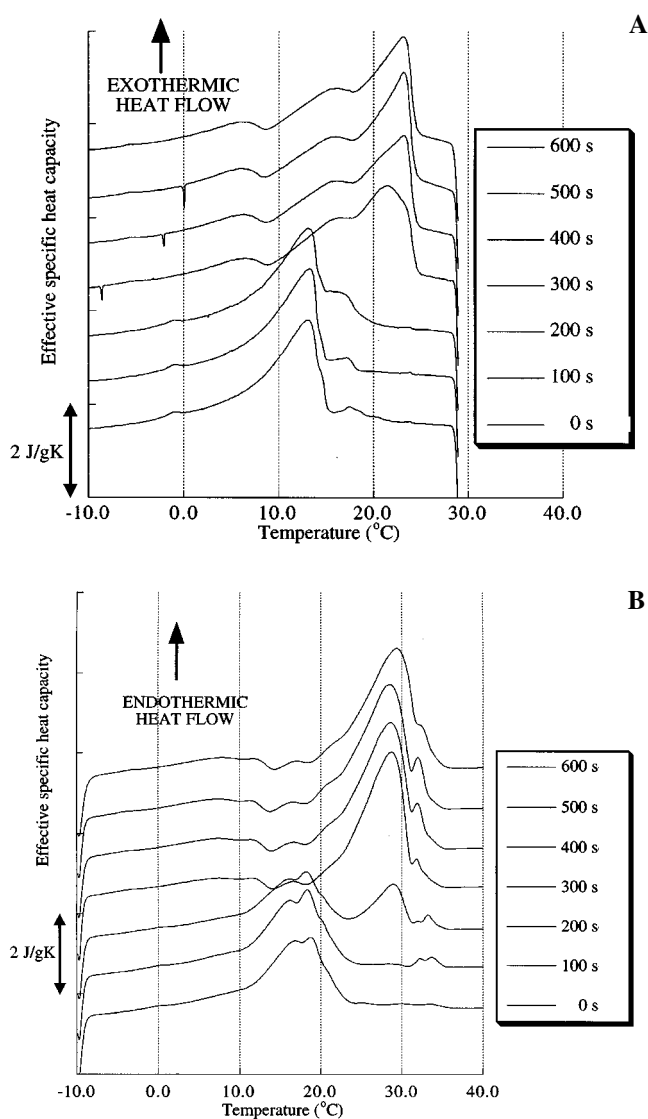 A
EXOTHERMIC
HEAT FLOW
Effective specific heat capacity
2 J/gK
600 s
500 s
400 s
300 s
200 s
100 s
0 s
-10.0 0.0 10.0 20.0 30.0 40.0
Temperature (°C)
B
ENDOTHERMIC
HEAT FLOW
Effective specific heat capacity
2 J/gK
600 s
500 s
400 s
300 s
200 s
100 s
0 s
-10.0 0.0 10.0 20.0 30.0 40.0
Temperature (°C)